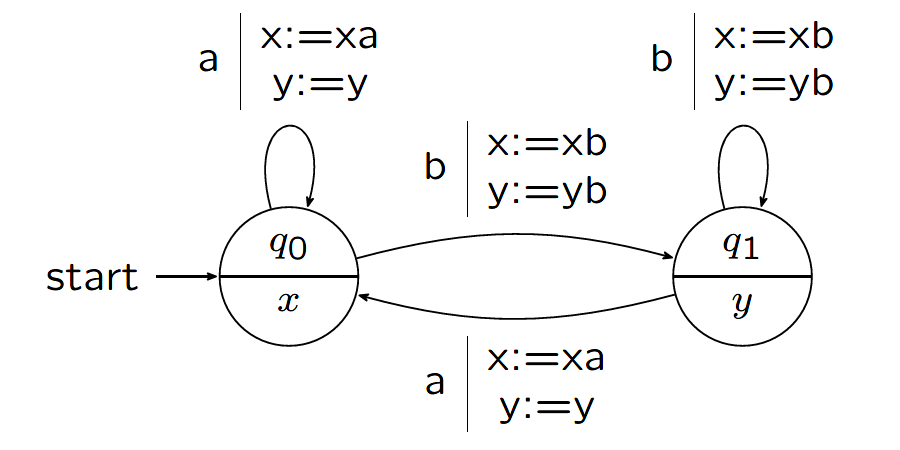 a x:=xa
y:=y
b x:=xb
y:=yb
b x:=xb
y:=yb
start
q0
x
q1
y
a x:=xa
y:=y